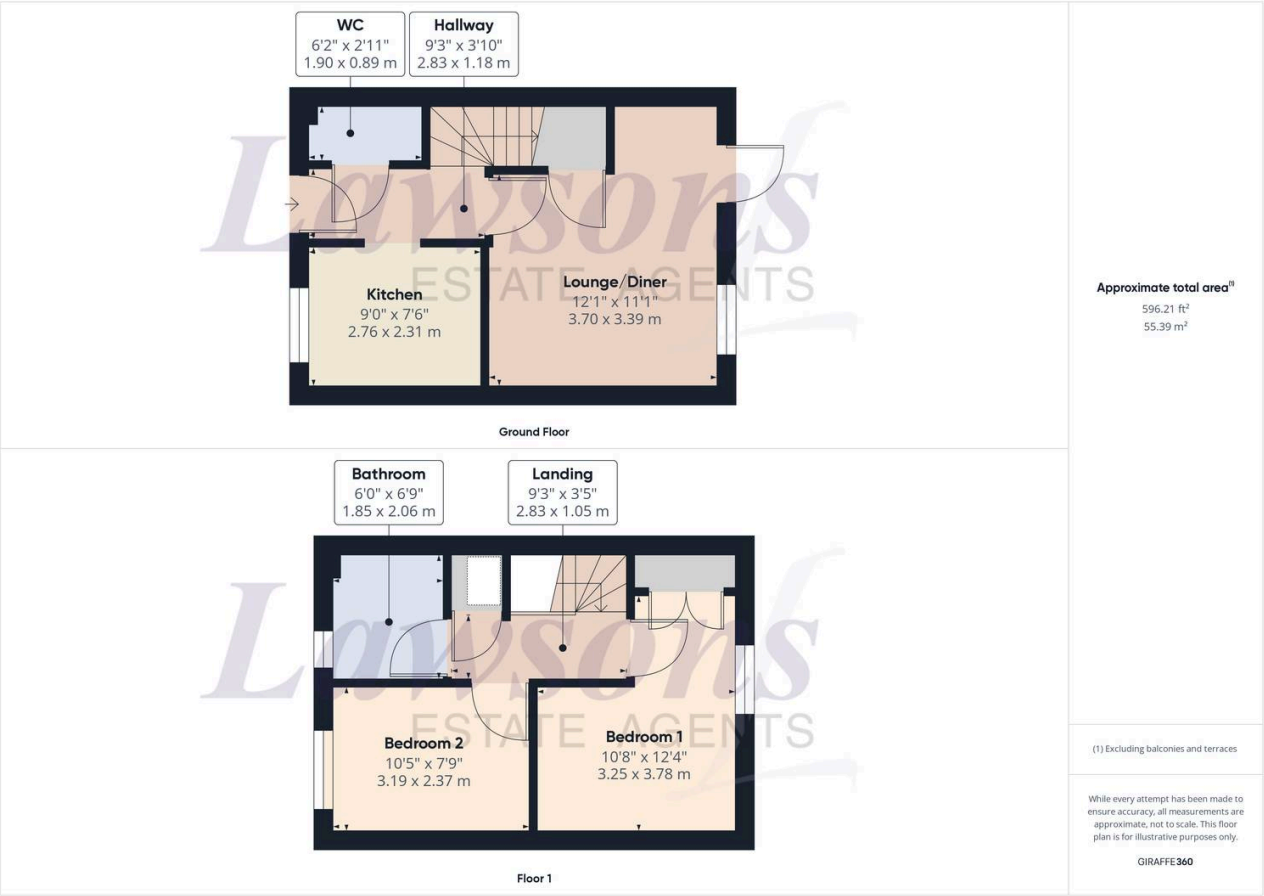 WC
6'2" x 2'11"
1.90 x 0.89 m
Hallway
9'3" x 3'10"
2.83 x 1.18 m
Lawsons
ESTATE AGENTS
Kitchen
9'0" x 7'6"
2.76 x 2.31 m
Lounge/Diner
12'1" x 11'1"
3.70 x 3.39 m
Ground Floor
Bathroom
6'0" x 6'9"
1.85 x 2.06 m
Landing
9'3" x 3'5"
2.83 x 1.05 m
Lawsons
ESTATE AGENTS
Bedroom 2
10'5" x 7'9"
3.19 x 2.37 m
Bedroom 1
10'8" x 12'4"
3.25 x 3.78 m
Floor 1
Approximate total area⁽¹⁾
596.21 ft²
55.39 m²
(1) Excluding balconies and terraces
While every attempt has been made to
ensure accuracy, all measurements are
approximate, not to scale. This floor
plan is for illustrative purposes only.
GIRAFFE360